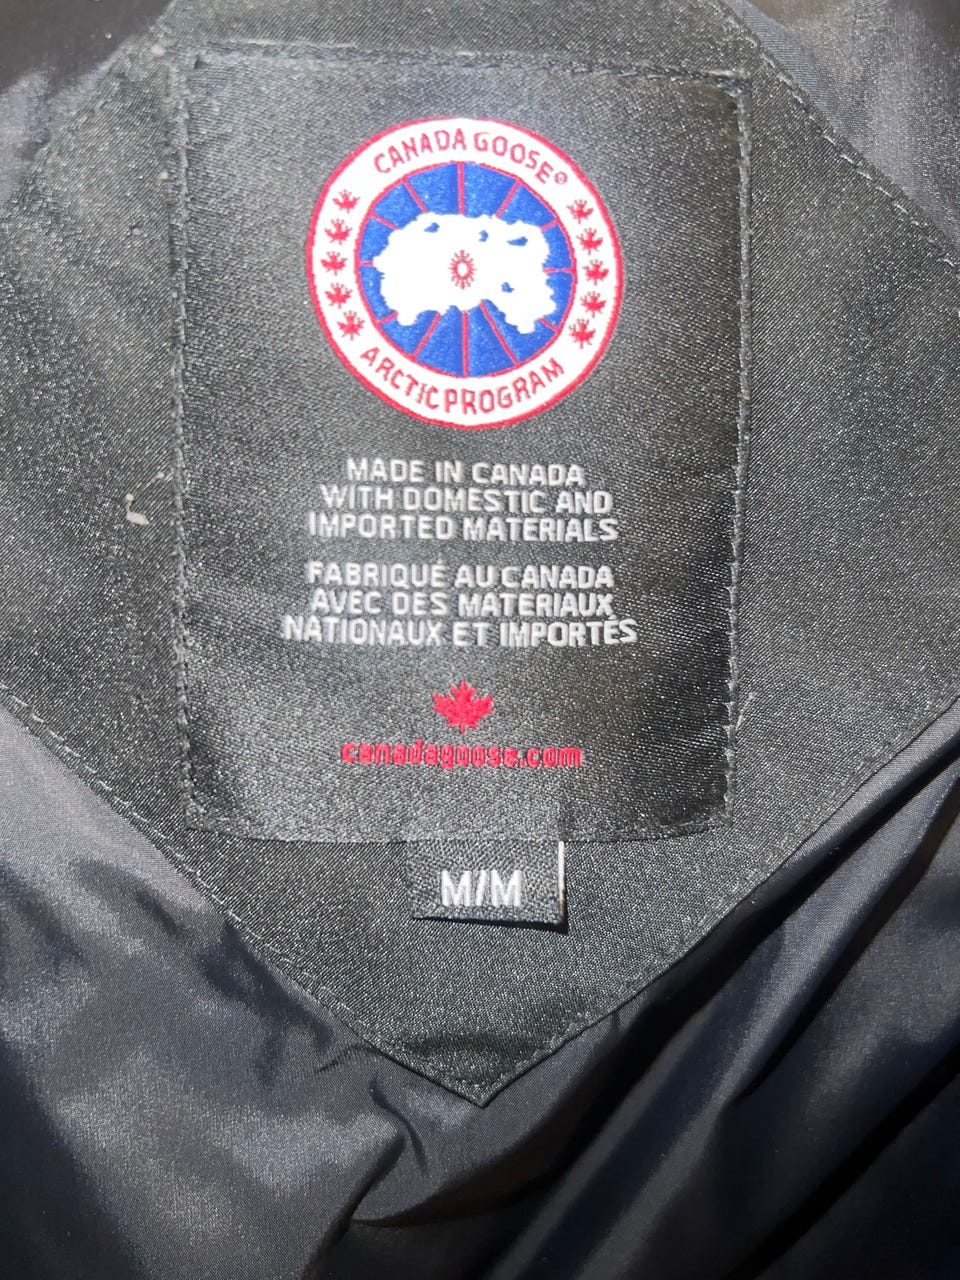 CANADA GOOSE®
ARCTIC PROGRAM
MADE IN CANADA
WITH DOMESTIC AND
IMPORTED MATERIALS
FABRIQUÉ AU CANADA
AVEC DES MATERIAUX
NATIONAUX ET IMPORTÉS
canadagoose.com
M/M